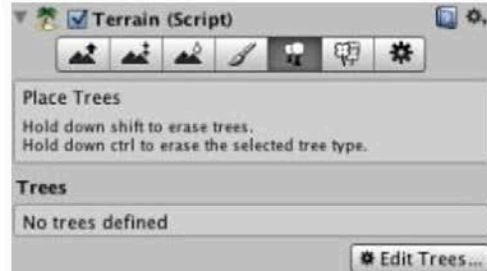 Terrain (Script)
Place Trees
Hold down shift to erase trees.
Hold down ctrl to erase the selected tree type.
Trees
No trees defined
Edit Trees...